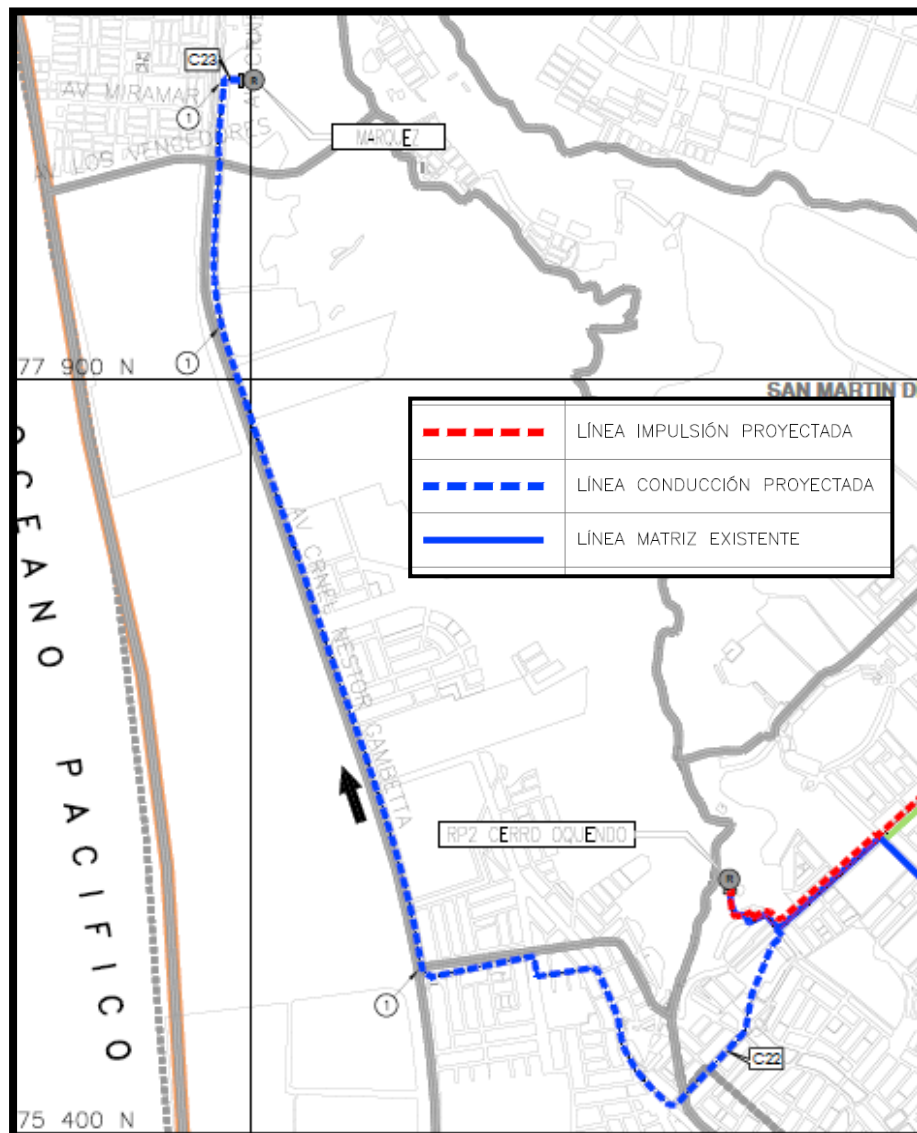 C23
R
AV MIRAMAR
1
MARQUEZ
AV LOS VENCEDORES
1
77 900 N
SAN MARTIN D
LÍNEA IMPULSIÓN PROYECTADA
LÍNEA CONDUCCIÓN PROYECTADA
LÍNEA MATRIZ EXISTENTE
OCEANO PACIFICO
AV CRNEL NESTOR GAMBETTA
RP2 CERRO OQUENDO
R
1
C22
75 400 N